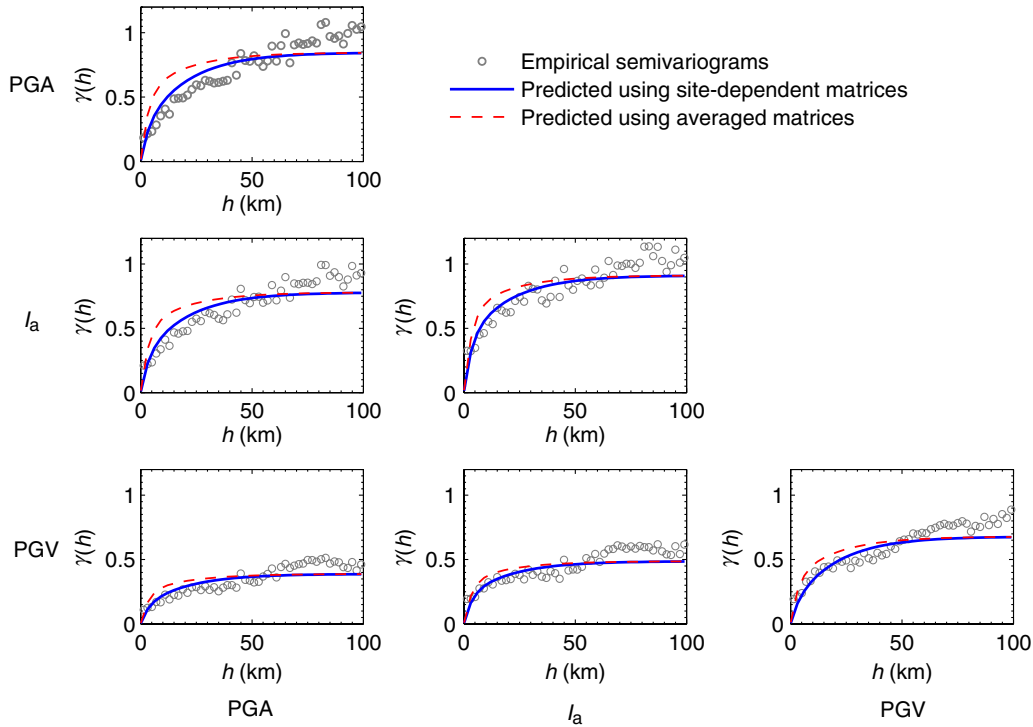 PGA
γ(h)
1
0.5
0
0 50 100
h (km)
Empirical semivariograms
Predicted using site-dependent matrices
Predicted using averaged matrices
Ia
γ(h)
1
0.5
0
0 50 100
h (km)
γ(h)
1
0.5
0
0 50 100
h (km)
PGV
γ(h)
1
0.5
0
0 50 100
h (km)
PGA
γ(h)
1
0.5
0
0 50 100
h (km)
Ia
γ(h)
1
0.5
0
0 50 100
h (km)
PGV